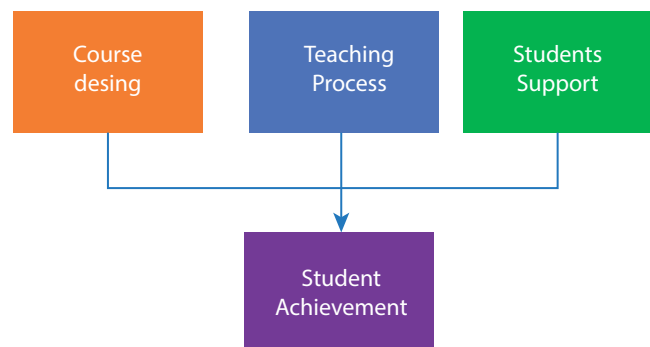 Course
desing
Teaching
Process
Students
Support
Student
Achievement